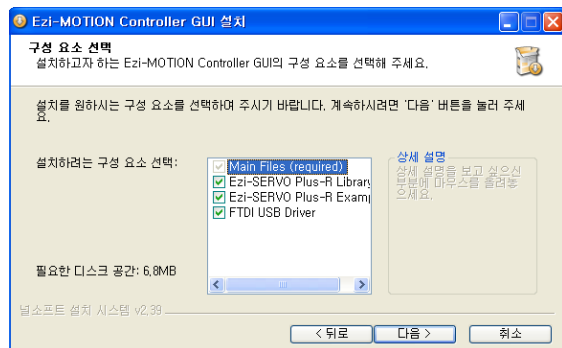 Ezi-MOTION Controller GUI 설치
구성 요소 선택
설치하고자 하는 Ezi-MOTION Controller GUI의 구성 요소를 선택해 주세요.
설치를 원하시는 구성 요소를 선택하여 주시기 바랍니다. 계속하시려면 '다음' 버튼을 눌러 주세
요.
설치하려는 구성 요소 선택:
Main Files (required)
Ezi-SERVO Plus-R Library
Ezi-SERVO Plus-R Examp
FTDI USB Driver
상세 설명
상세 설명을 보고 싶으신
부분에 마우스를 올려놓
으세요.
필요한 디스크 공간: 6.8MB
널소프트 설치 시스템 v2.39
< 뒤로
다음 >
취소